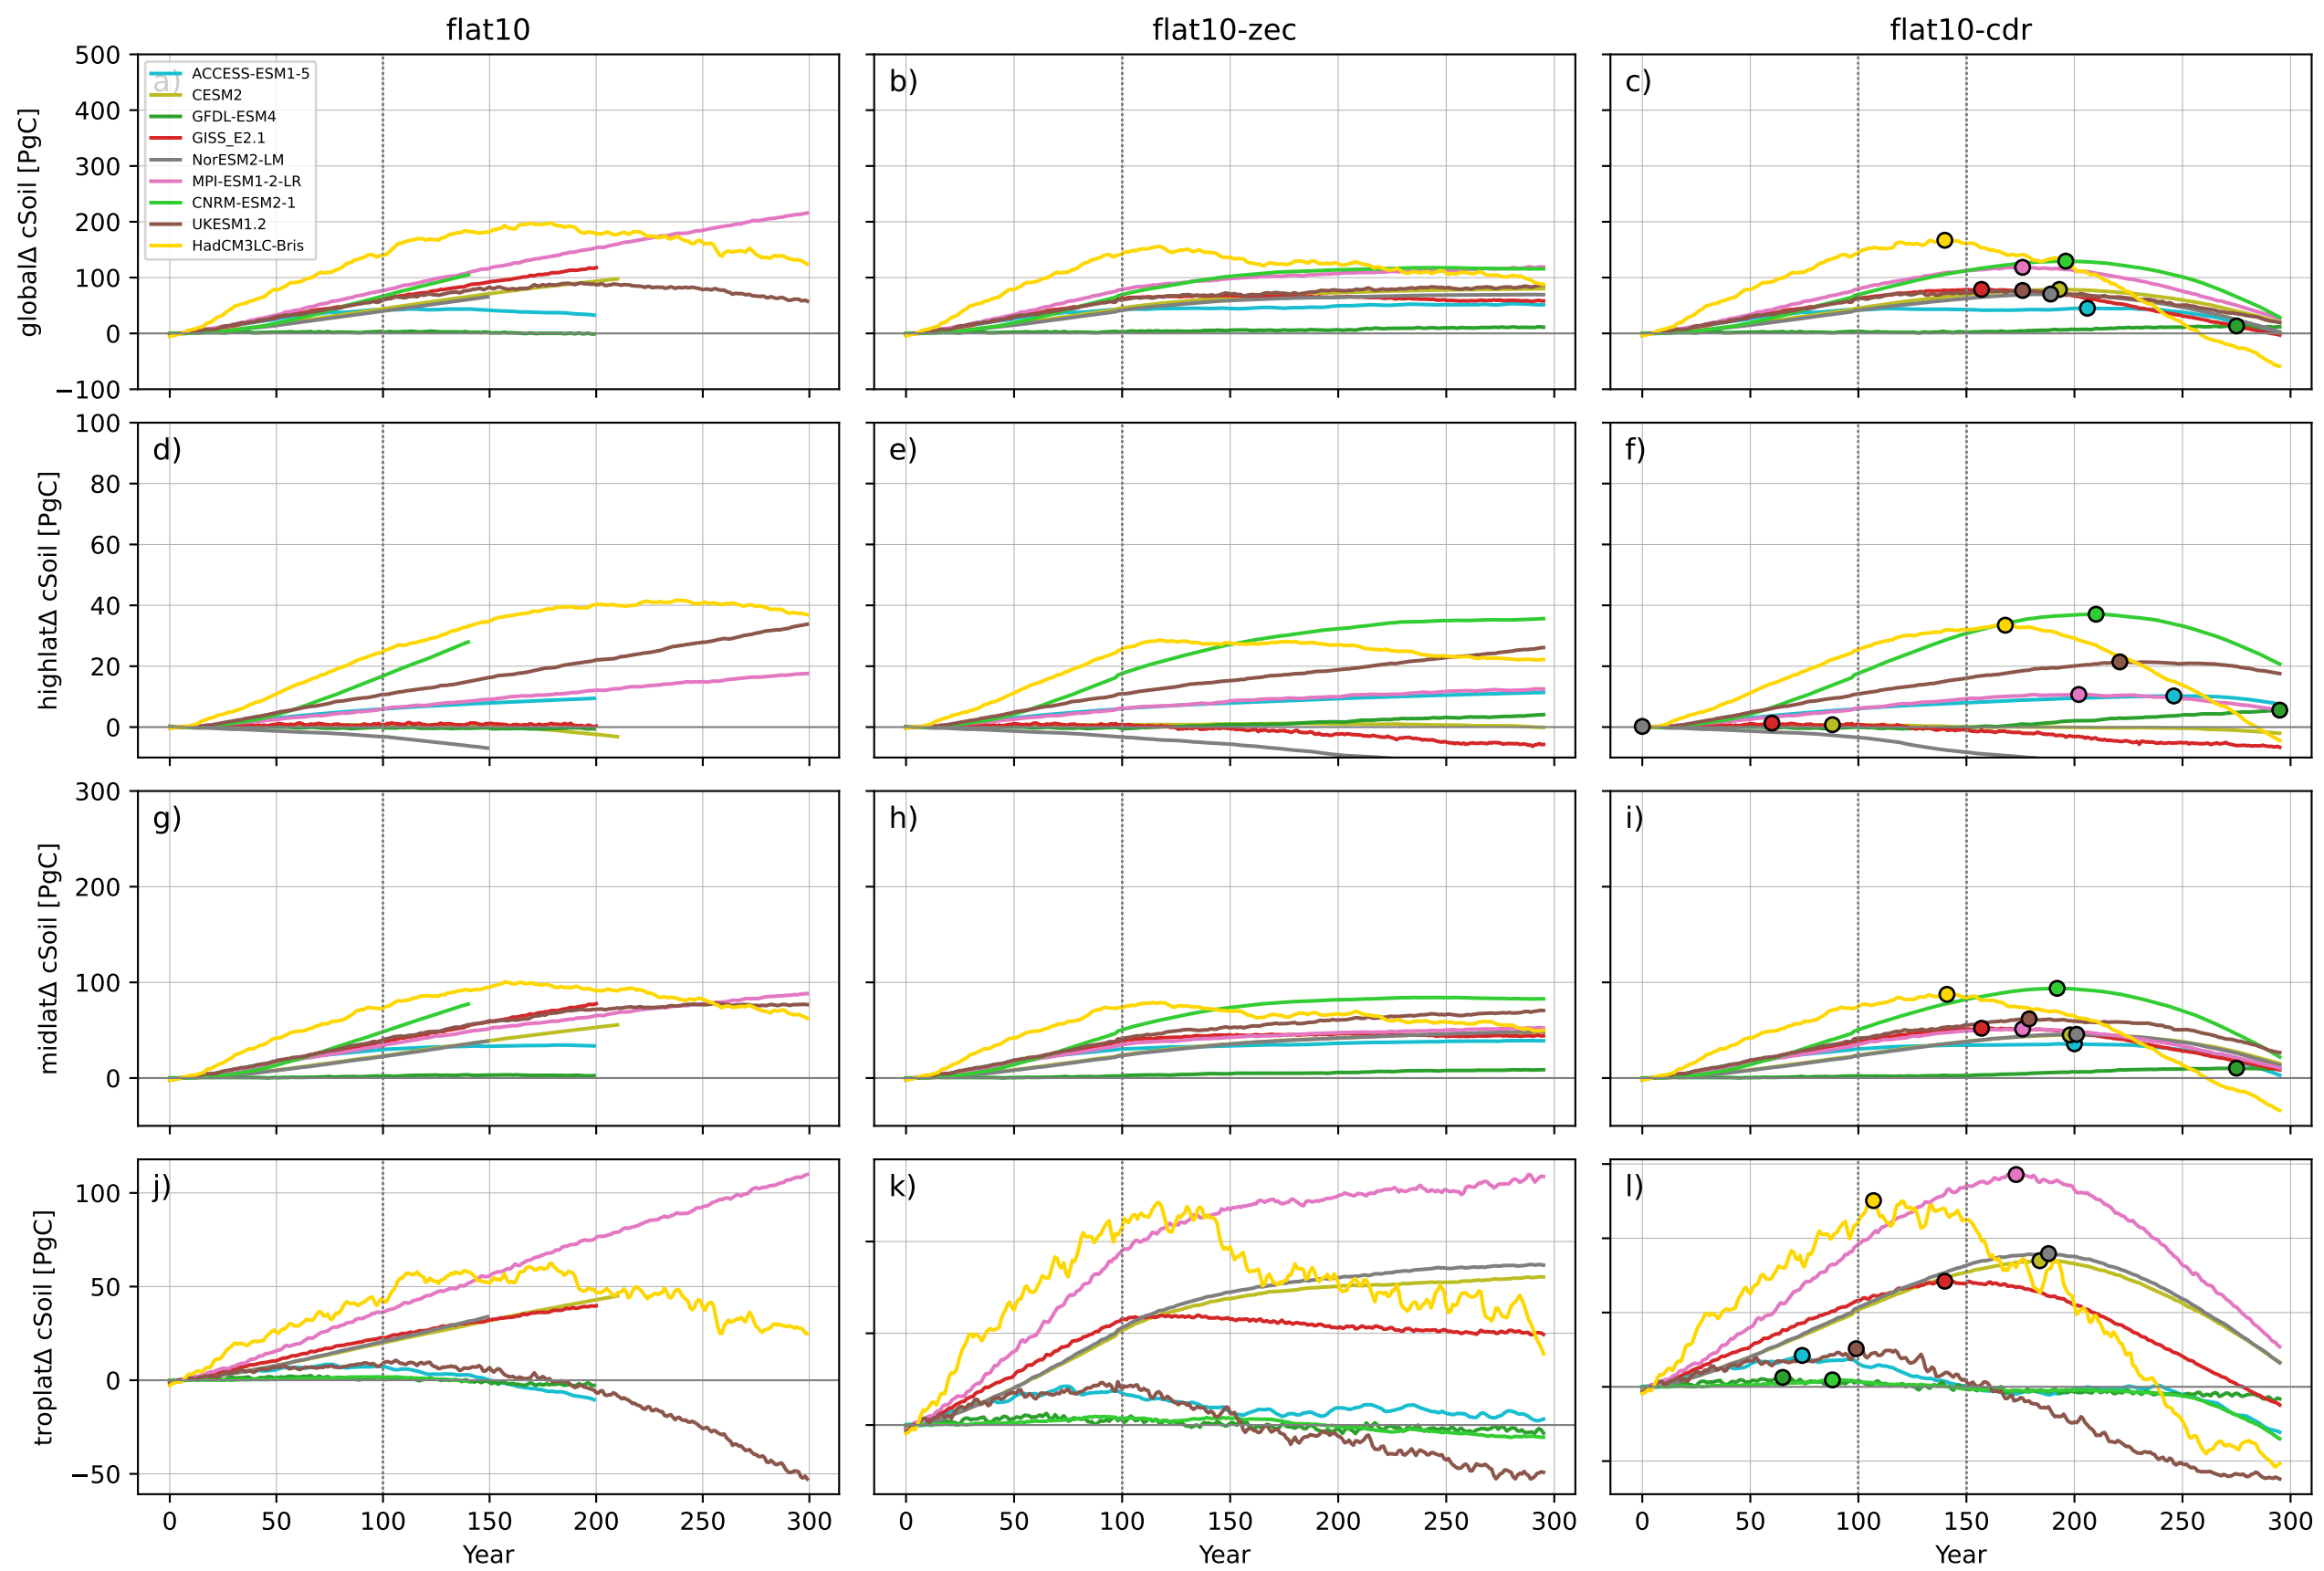 flat10 flat10-zec flat10-cdr
globalΔ cSoil [PgC]
500
400
300
200
100
0
−100
a)
ACCESS-ESM1-5
CESM2
GFDL-ESM4
GISS_E2.1
NorESM2-LM
MPI-ESM1-2-LR
CNRM-ESM2-1
UKESM1.2
HadCM3LC-Bris
b)
c)
highlatΔ cSoil [PgC]
100
80
60
40
20
0
d)
e)
f)
midlatΔ cSoil [PgC]
300
200
100
0
g)
h)
i)
troplatΔ cSoil [PgC]
100
50
0
−50
j)
k)
l)
0 50 100 150 200 250 300
Year
0 50 100 150 200 250 300
Year
0 50 100 150 200 250 300
Year